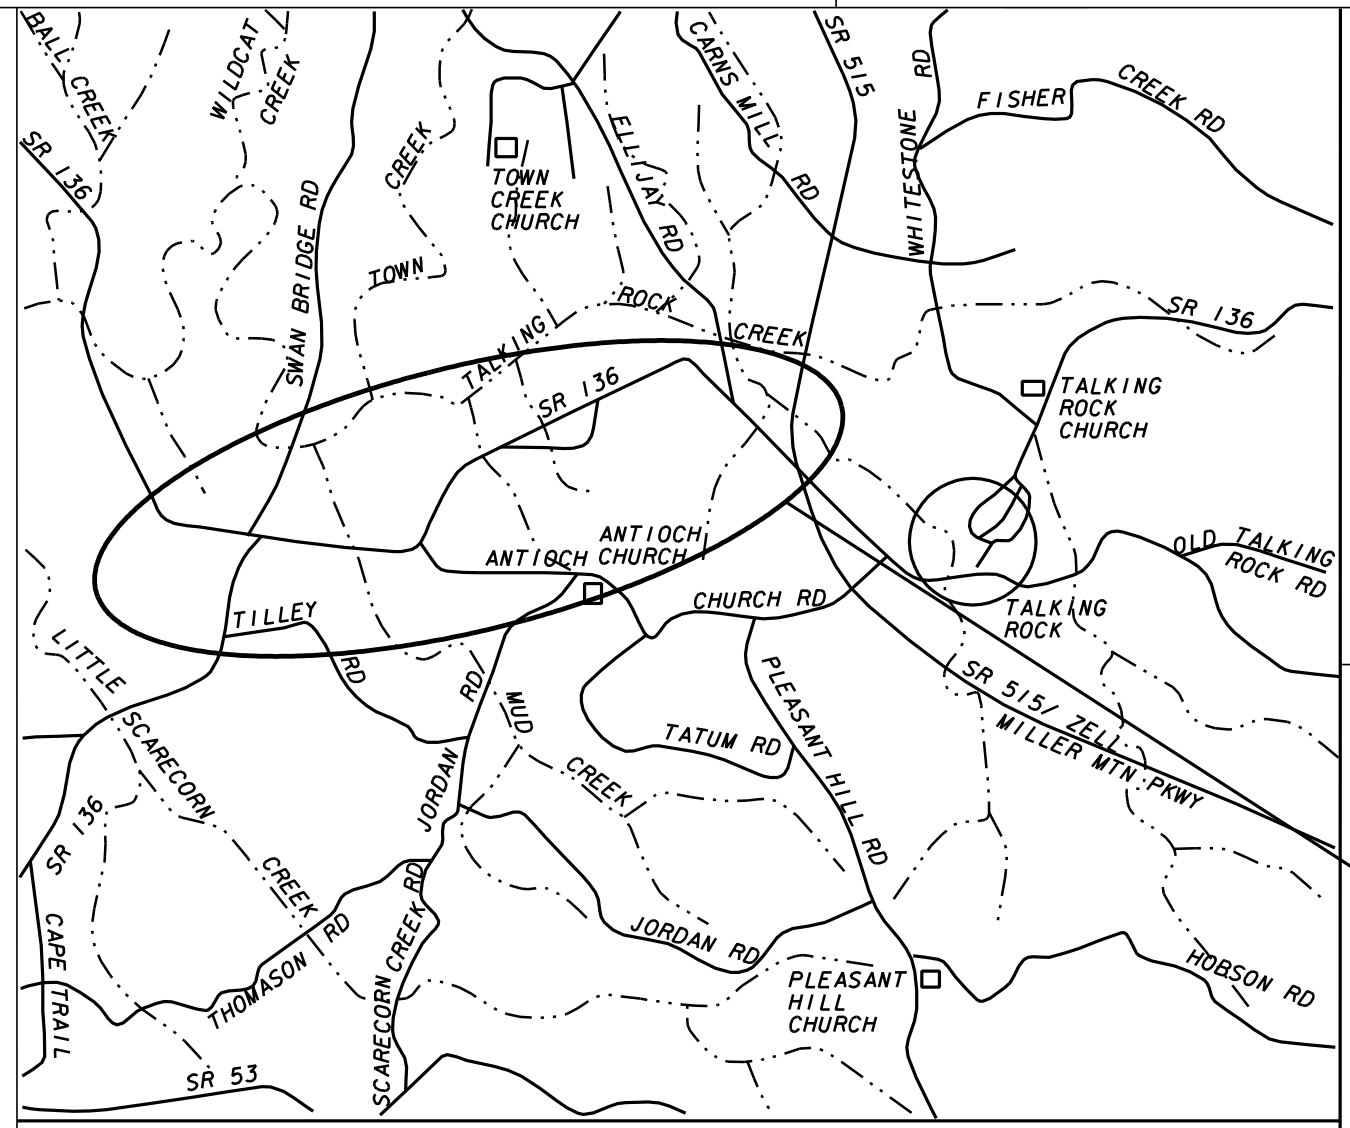 BALL CREEK
WILDCAT
CREEK
SR 136
SWAN BRIDGE RD
CREEK
TOWN
TOWN
CREEK
CHURCH
ELLIJAY RD
CARNS MILL
RD
SR 515
WHITESTONE RD
FISHER CREEK RD
TALKING ROCK CREEK
SR 136
SR 136
TALKING
ROCK
CHURCH
ANTIOCH
CHURCH
ANTIOCH
CHURCH RD
OLD TALKING
ROCK RD
TALKING
ROCK
TILLEY
RD
LITTLE
SCARECORN
CREEK
JORDAN RD
MUD
CREEK
TATUM RD
PLEASANT HILL RD
SR 515/ ZELL
MILLER MTN PKWY
SR 136
CAPE TRAIL
THOMASON RD
SCARECORN CREEK RD
JORDAN RD
PLEASANT
HILL
CHURCH
HOBSON RD
SR 53